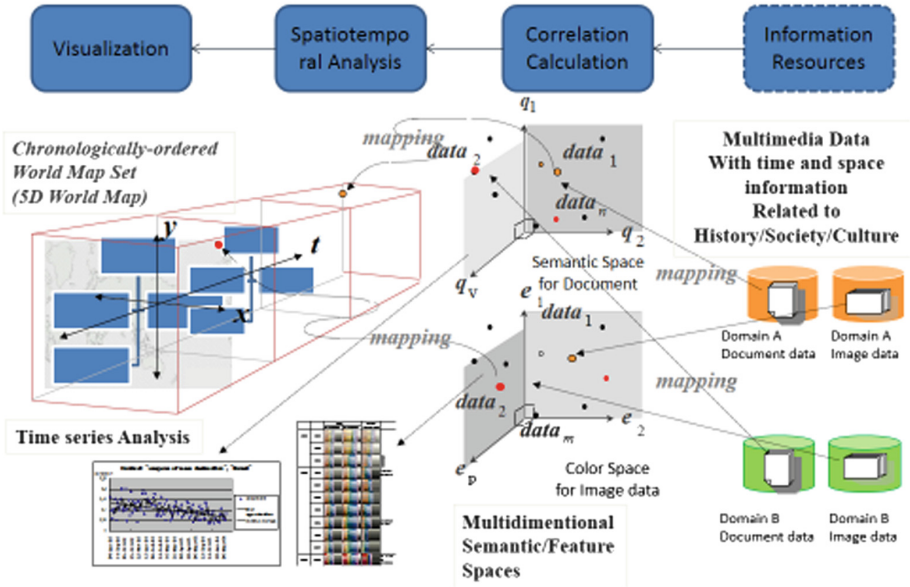 Visualization
Spatiotempo
ral Analysis
Correlation
Calculation
Information
Resources
Chronologically-ordered
World Map Set
(5D World Map)
mapping
data 2
q1
data 1
data n
q 2
qv
Semantic Space
for Document
Multimedia Data
With time and space
information
Related to
History/Society/Culture
y
t
x
mapping
mapping
Domain A
Document data
Domain A
Image data
e 1
data 1
data 2
data m
e 2
e p
mapping
Color Space
for Image data
Time series Analysis
Multidimentional
Semantic/Feature
Spaces
Domain B
Document data
Domain B
Image data